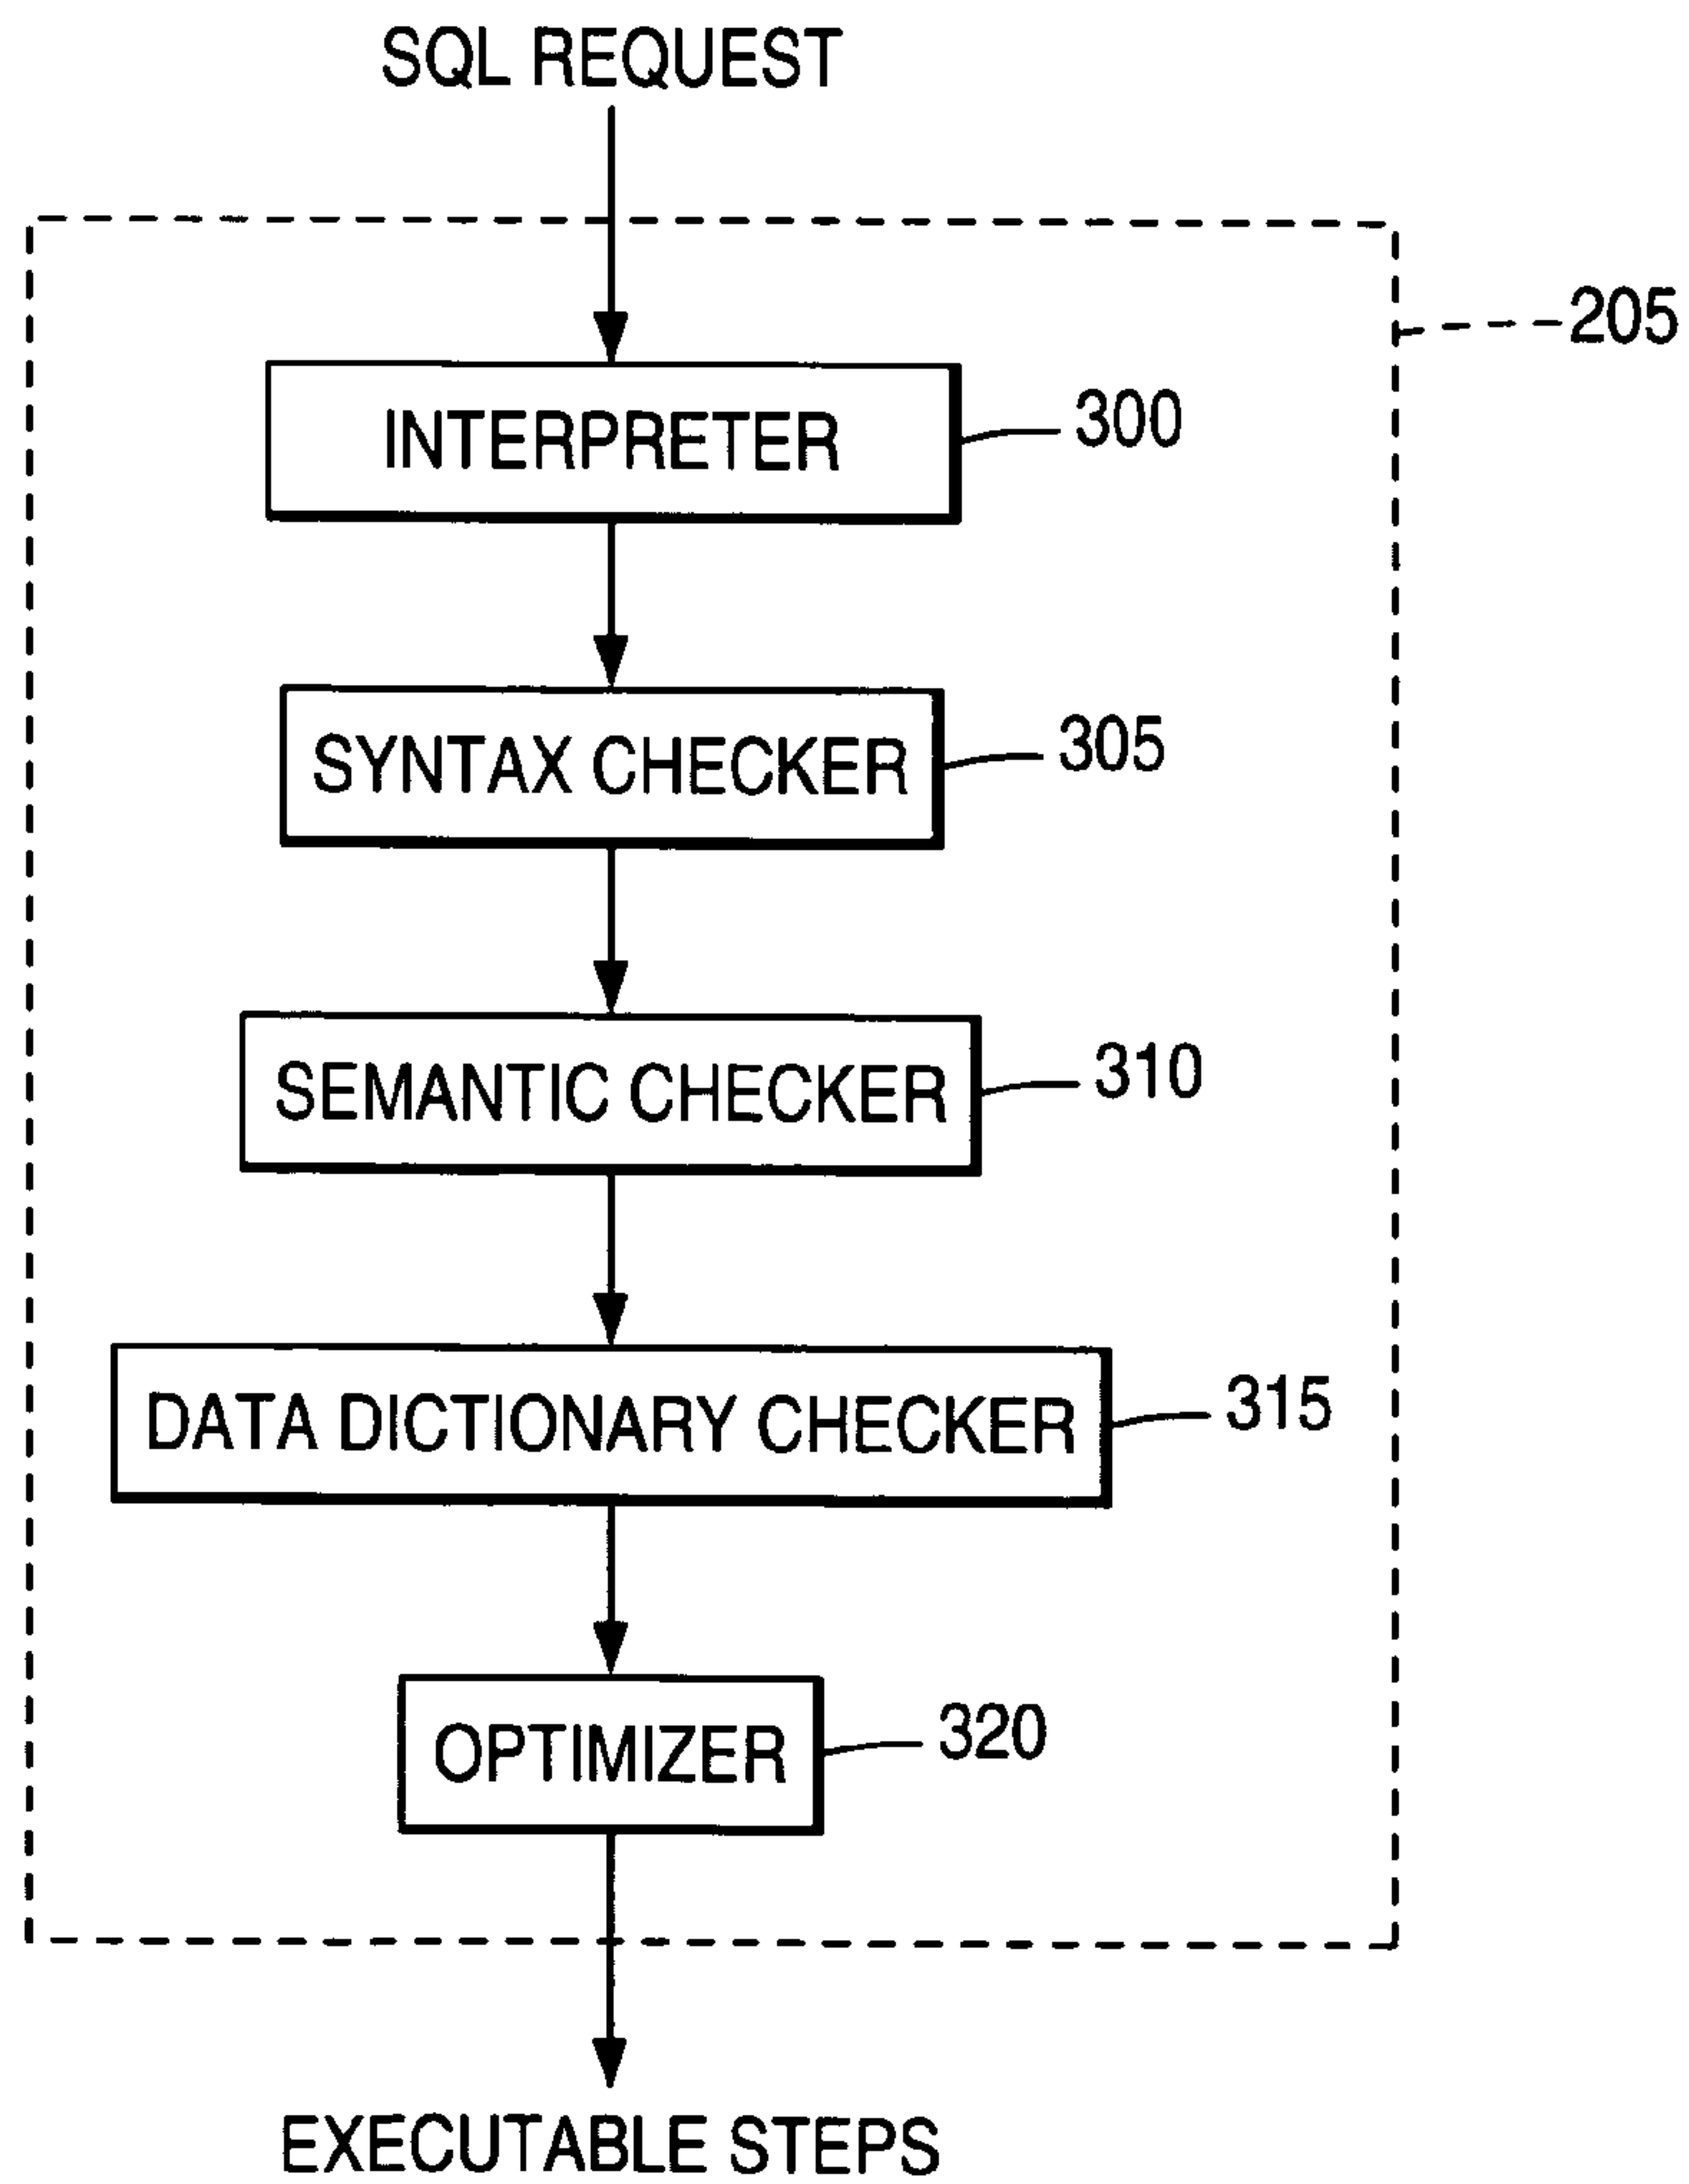 SQL REQUEST
205
INTERPRETER
300
SYNTAX CHECKER
305
SEMANTIC CHECKER
310
DATA DICTIONARY CHECKER
315
OPTIMIZER
320
EXECUTABLE STEPS